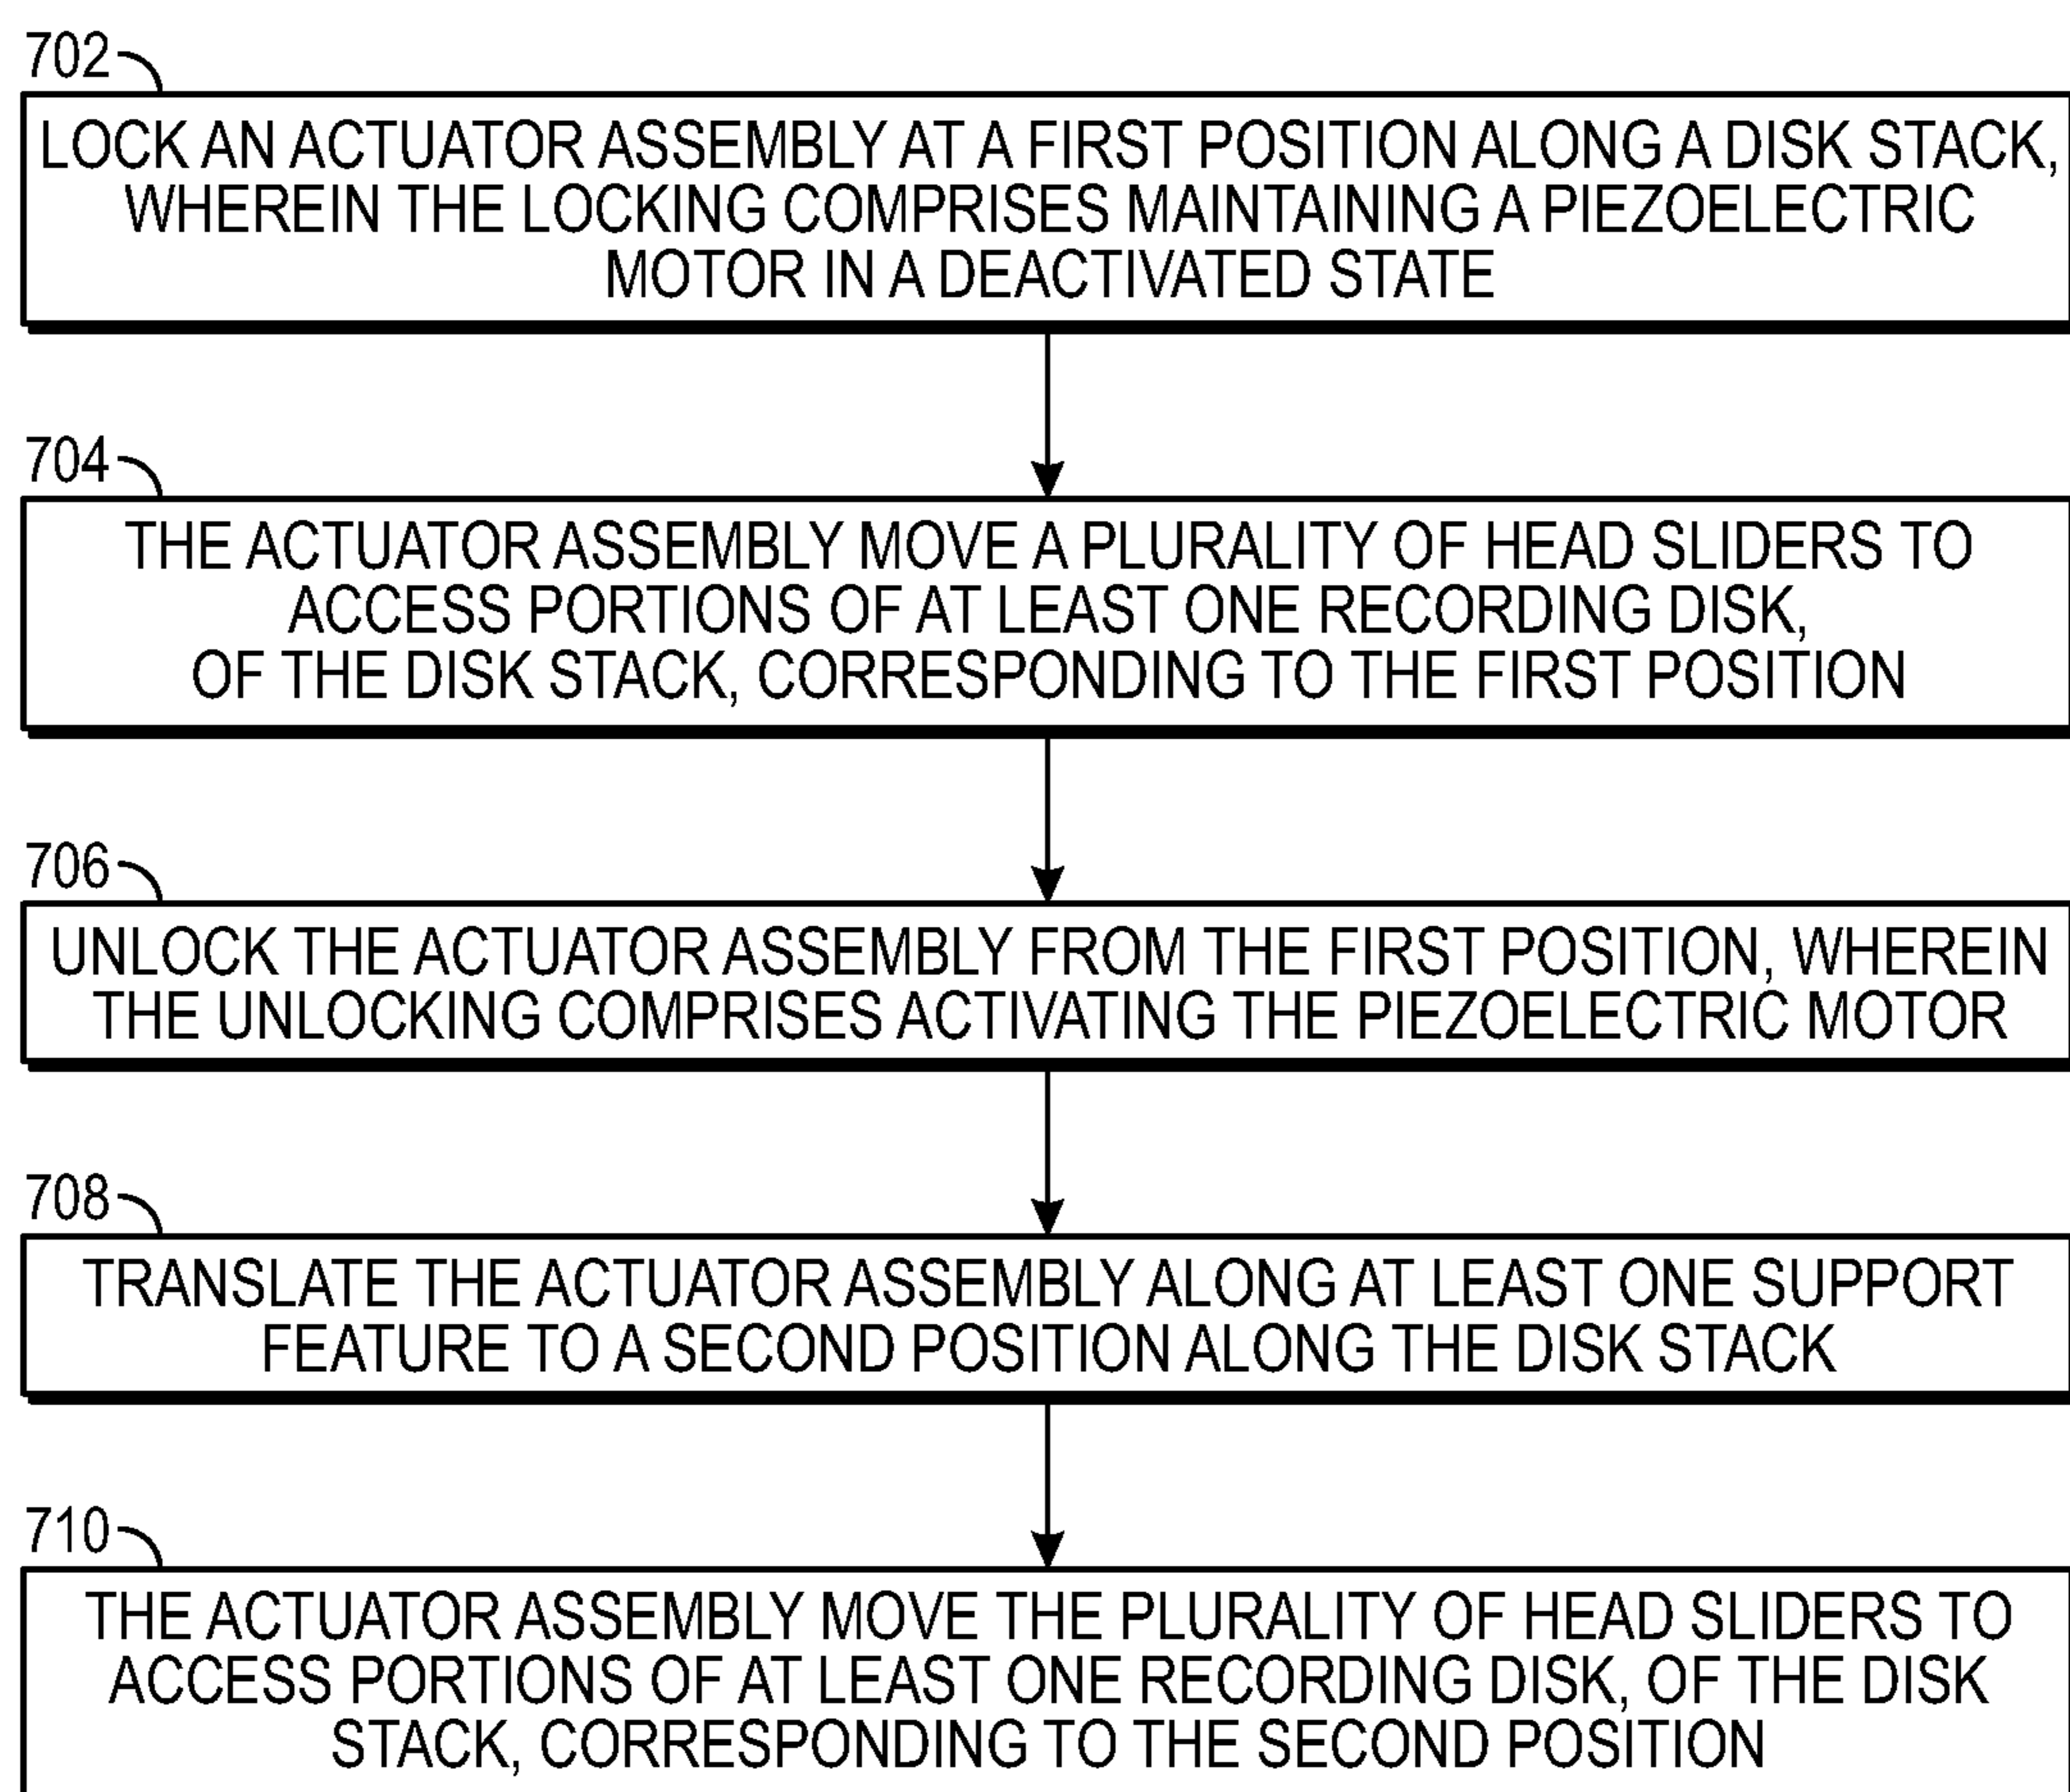 702
LOCK AN ACTUATOR ASSEMBLY AT A FIRST POSITION ALONG A DISK STACK,
WHEREIN THE LOCKING COMPRISES MAINTAINING A PIEZOELECTRIC
MOTOR IN A DEACTIVATED STATE
704
THE ACTUATOR ASSEMBLY MOVE A PLURALITY OF HEAD SLIDERS TO
ACCESS PORTIONS OF AT LEAST ONE RECORDING DISK,
OF THE DISK STACK, CORRESPONDING TO THE FIRST POSITION
706
UNLOCK THE ACTUATOR ASSEMBLY FROM THE FIRST POSITION, WHEREIN
THE UNLOCKING COMPRISES ACTIVATING THE PIEZOELECTRIC MOTOR
708
TRANSLATE THE ACTUATOR ASSEMBLY ALONG AT LEAST ONE SUPPORT
FEATURE TO A SECOND POSITION ALONG THE DISK STACK
710
THE ACTUATOR ASSEMBLY MOVE THE PLURALITY OF HEAD SLIDERS TO
ACCESS PORTIONS OF AT LEAST ONE RECORDING DISK, OF THE DISK
STACK, CORRESPONDING TO THE SECOND POSITION